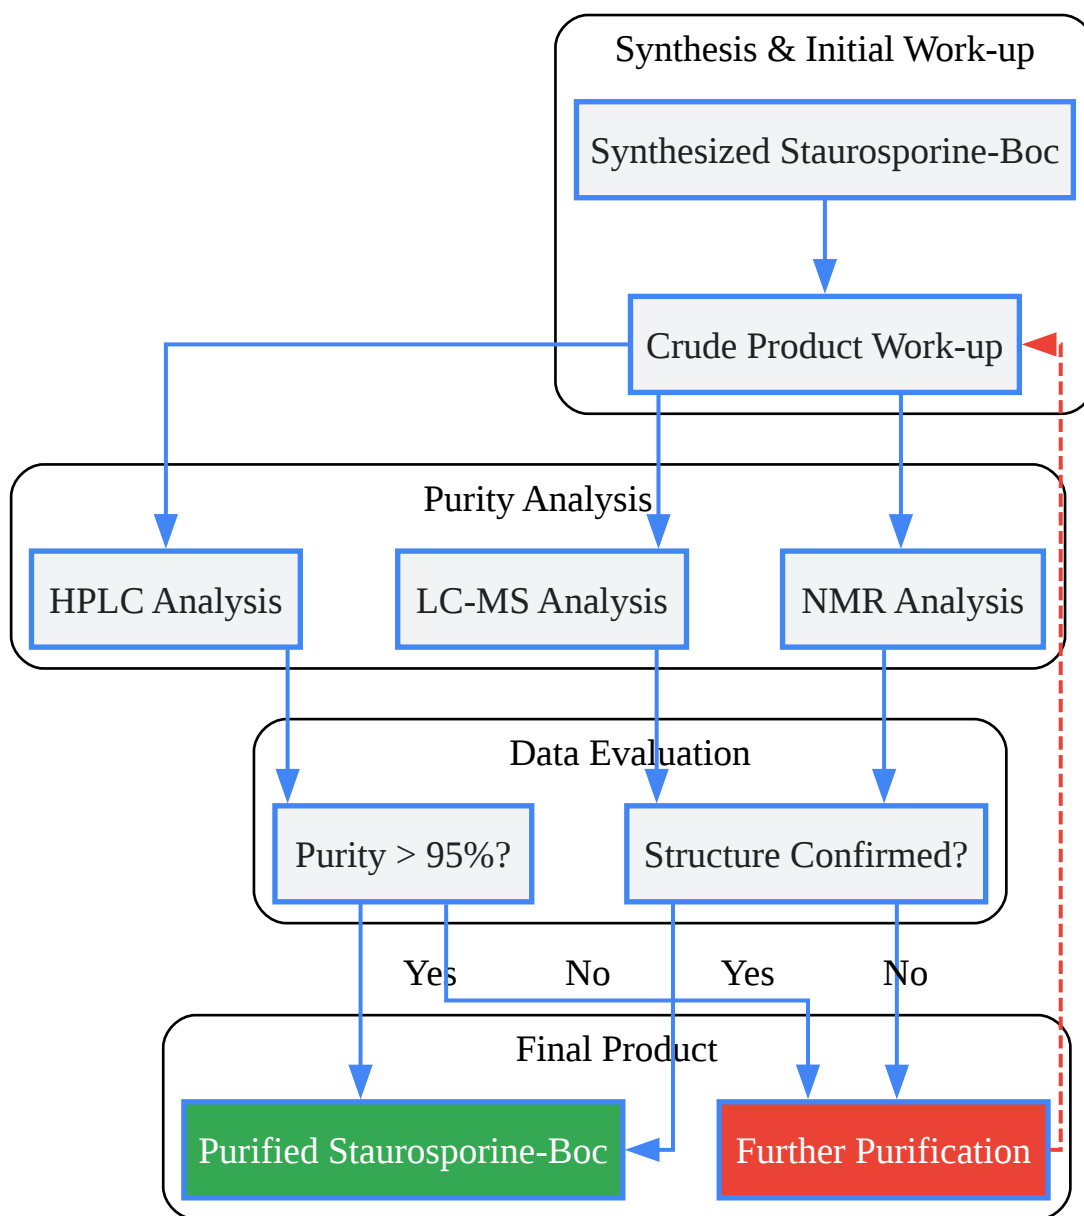 Synthesis & Initial Work-up
Synthesized Staurosporine-Boc
Crude Product Work-up
Purity Analysis
HPLC Analysis
LC-MS Analysis
NMR Analysis
Data Evaluation
Purity > 95%?
Structure Confirmed?
Yes
No
Yes
No
Final Product
Purified Staurosporine-Boc
Further Purification